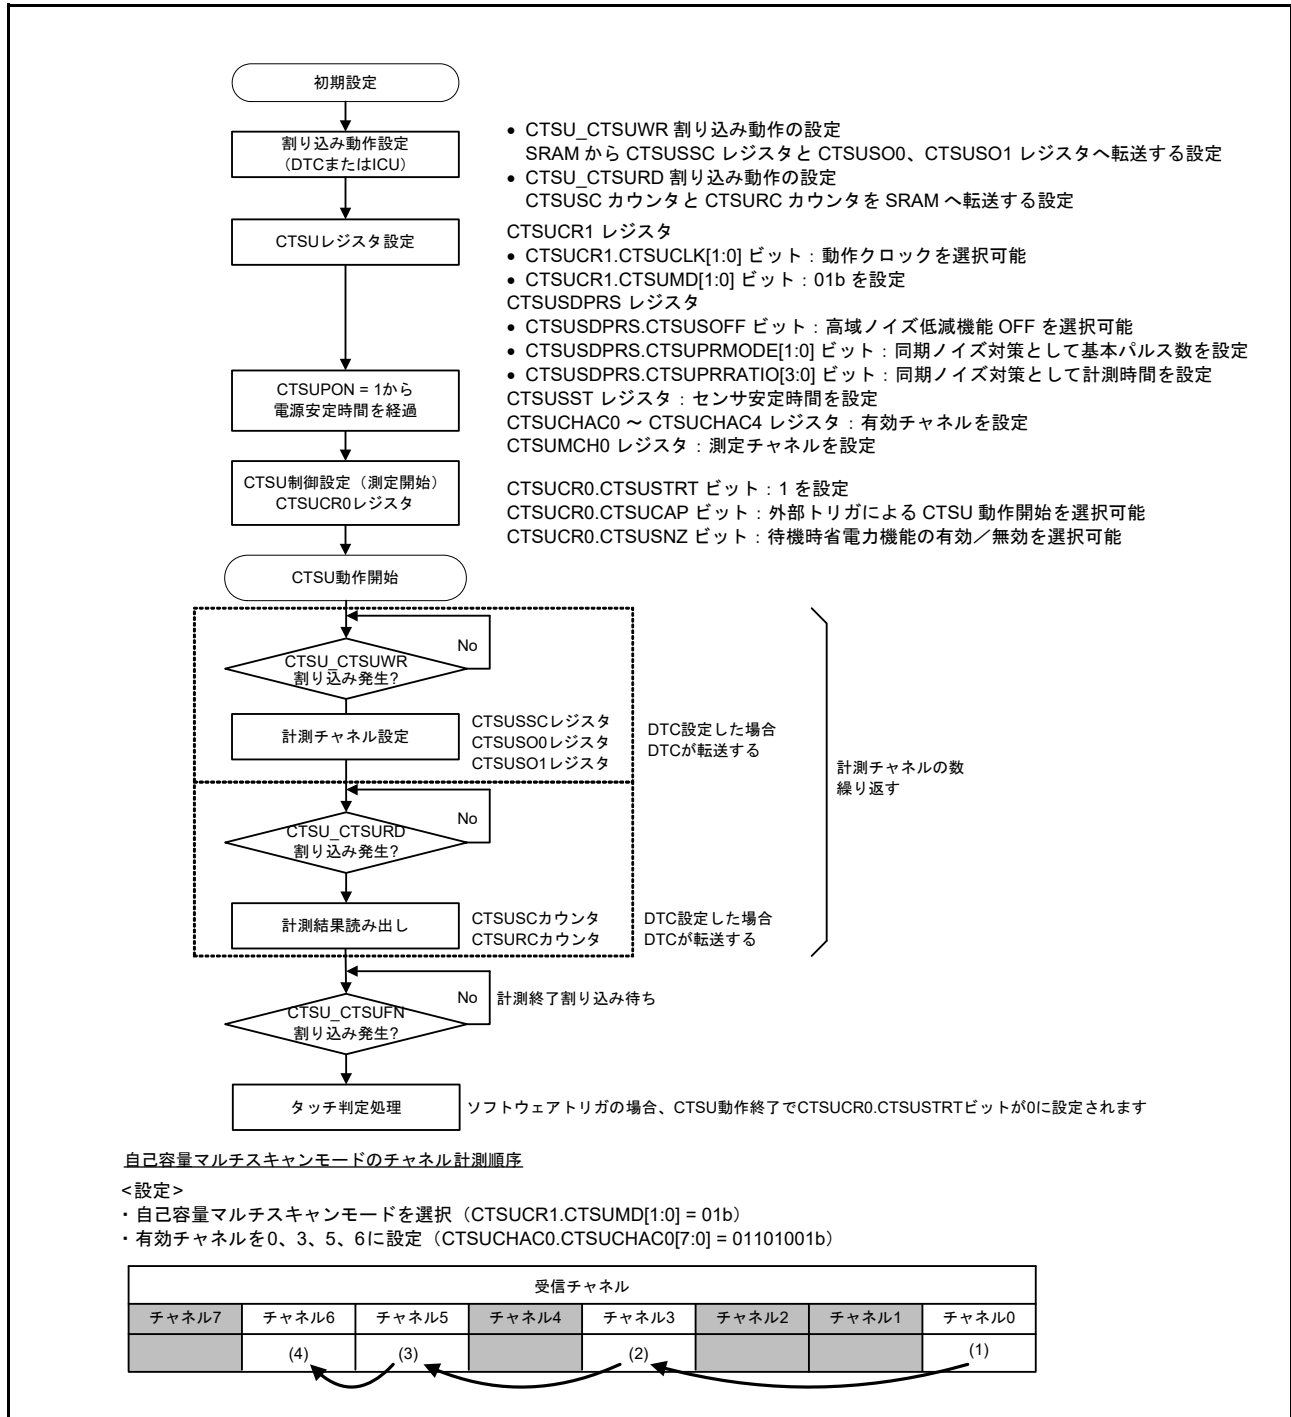 初期設定
割り込み動作設定
(DTCまたはICU)
• CTSU_CTSUWR 割り込み動作の設定
SRAM から CTSUSSC レジスタと CTSUSO0、CTSUSO1 レジスタへ転送する設定
• CTSU_CTSURD 割り込み動作の設定
CTSUSC カウンタと CTSURC カウンタを SRAM へ転送する設定
CTSUレジスタ設定
CTSUCR1 レジスタ
• CTSUCR1.CTSUCLK[1:0] ビット：動作クロックを選択可能
• CTSUCR1.CTSUMD[1:0] ビット：01b を設定
CTSUSDPRS レジスタ
• CTSUSDPRS.CTSUSOFF ビット：高域ノイズ低減機能 OFF を選択可能
• CTSUSDPRS.CTSUPRMODE[1:0] ビット：同期ノイズ対策として基本パルス数を設定
• CTSUSDPRS.CTSUPRRATIO[3:0] ビット：同期ノイズ対策として計測時間を設定
CTSUSST レジスタ：センサ安定時間を設定
CTSUCHAC0 ～ CTSUCHAC4 レジスタ：有効チャネルを設定
CTSUMCH0 レジスタ：測定チャネルを設定
CTSUPON = 1から
電源安定時間を経過
CTSU制御設定（測定開始）
CTSUCR0レジスタ
CTSUCR0.CTSUSTRT ビット：1 を設定
CTSUCR0.CTSUCAP ビット：外部トリガによる CTSU 動作開始を選択可能
CTSUCR0.CTSUSNZ ビット：待機時省電力機能の有効／無効を選択可能
CTSU動作開始
No
CTSU_CTSUWR
割り込み発生?
計測チャネル設定
CTSUSSCレジスタ
CTSUSO0レジスタ
CTSUSO1レジスタ
DTC設定した場合
DTCが転送する
計測チャネルの数
繰り返す
No
CTSU_CTSURD
割り込み発生?
計測結果読み出し
CTSUSCカウンタ
CTSURCカウンタ
DTC設定した場合
DTCが転送する
No
計測終了割り込み待ち
CTSU_CTSUFN
割り込み発生?
タッチ判定処理
ソフトウェアトリガの場合、CTSU動作終了でCTSUCR0.CTSUSTRTビットが0に設定されます
自己容量マルチスキャンモードのチャネル計測順序
<設定>
・自己容量マルチスキャンモードを選択（CTSUCR1.CTSUMD[1:0] = 01b）
・有効チャネルを0、3、5、6に設定（CTSUCHAC0.CTSUCHAC0[7:0] = 01101001b）
受信チャネル
チャネル7 チャネル6 チャネル5 チャネル4 チャネル3 チャネル2 チャネル1 チャネル0
(4) (3) (2) (1)